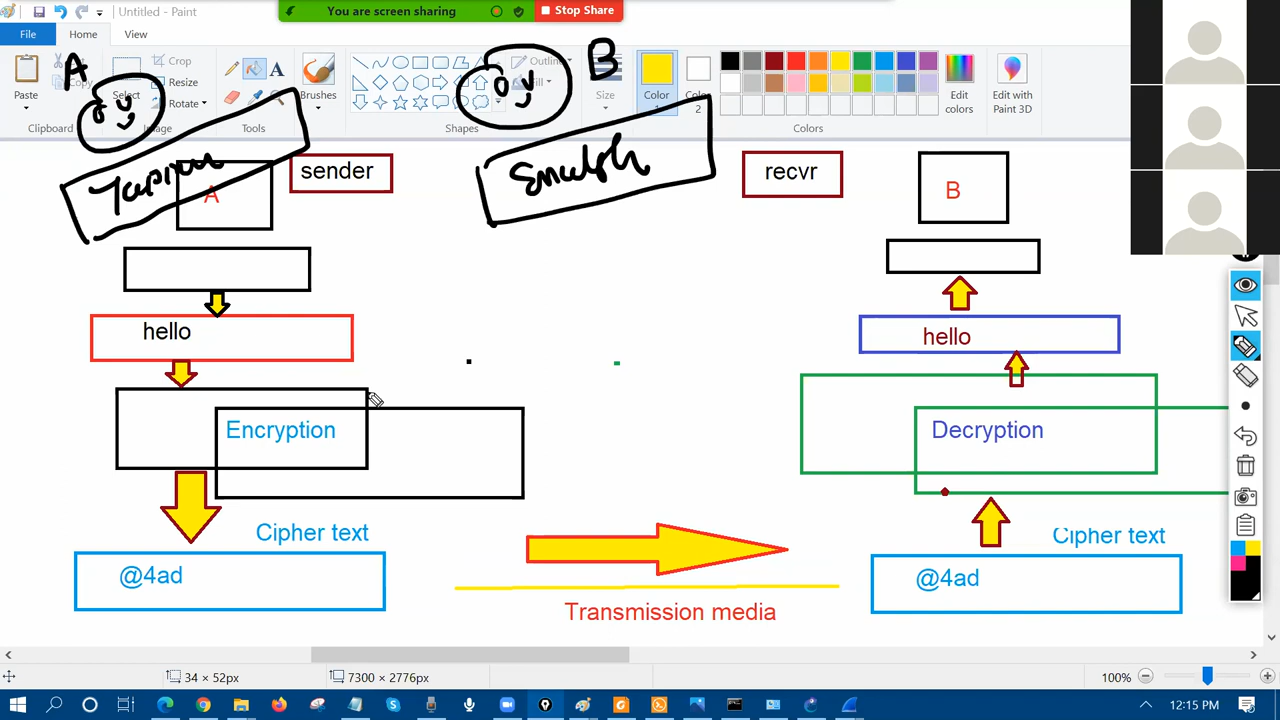 Untitled - Paint
You are screen sharing
Stop Share
File
Home
View
Paste
Cut
Copy
Clipboard
Select
Crop
Resize
Rotate
Image
Tools
Brushes
Outline
Fill
Shapes
Size
Color
1
Color
2
Edit
colors
Edit with
Paint 3D
Colors
A
B
sender
recvr
A
B
hello
hello
Encryption
Decryption
Cipher text
Cipher text
@4ad
@4ad
Transmission media
34 × 52px
7300 × 2776px
100%
12:15 PM